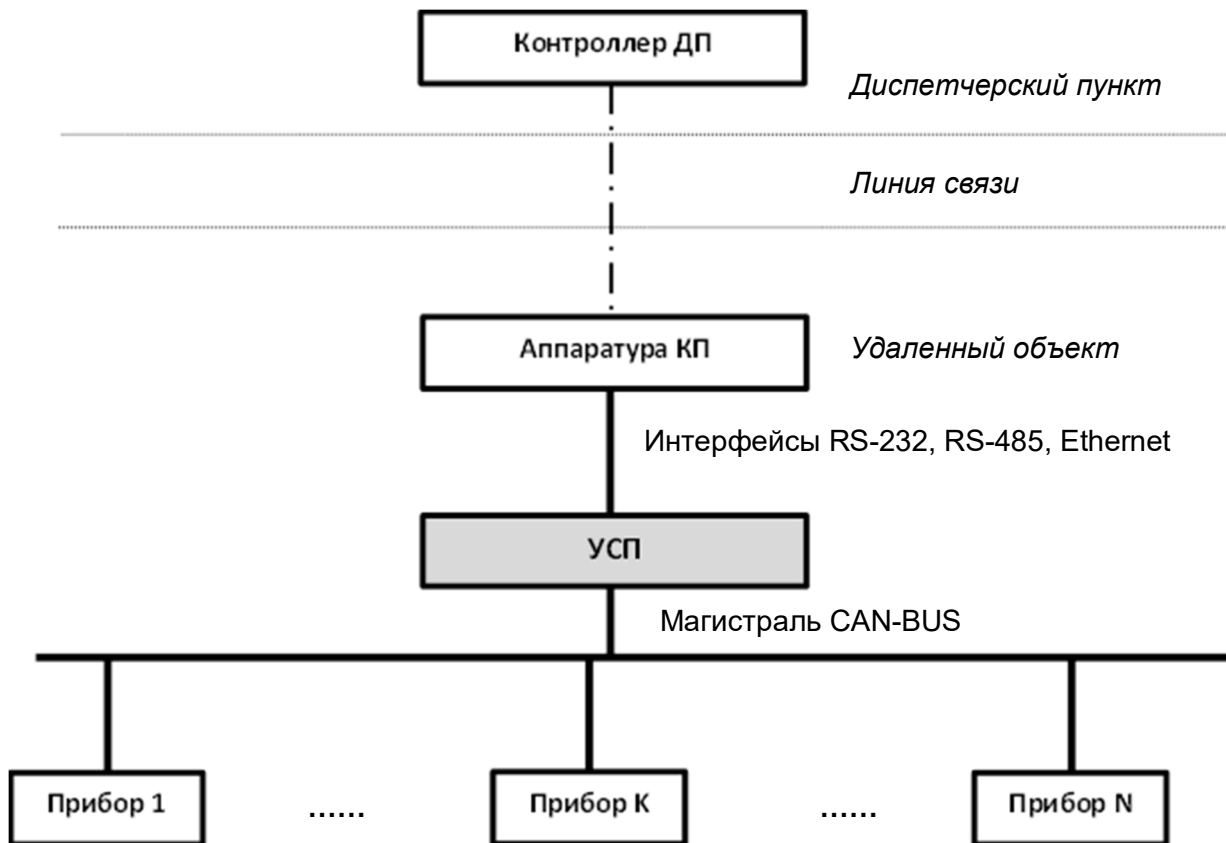 Контроллер ДП
Диспетчерский пункт
Линия связи
Аппаратура КП
Удаленный объект
Интерфейсы RS-232, RS-485, Ethernet
УСП
Магистраль CAN-BUS
Прибор 1 ...... Прибор К ...... Прибор N